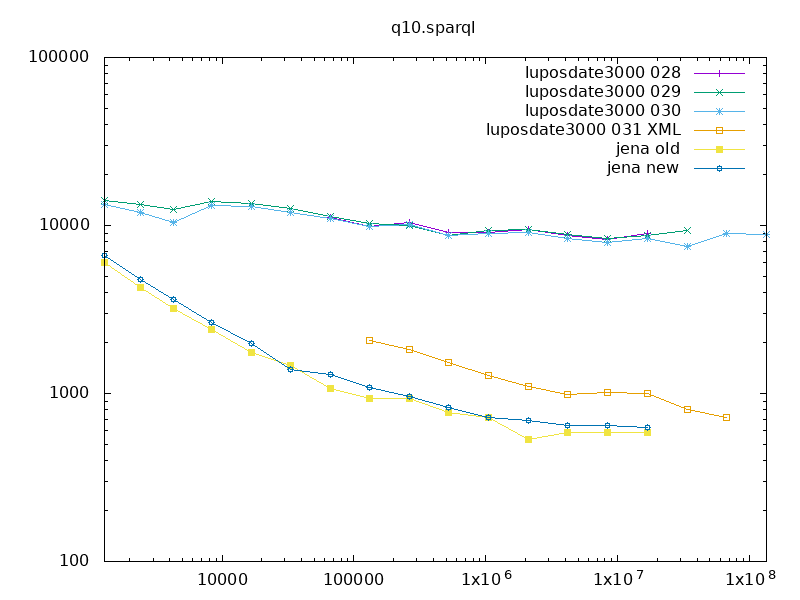 q10.sparql
100000
10000
1000
100
luposdate3000 028
luposdate3000 029
luposdate3000 030
luposdate3000 031 XML
jena old
jena new
10000
100000
1x10^6
1x10^7
1x10^8